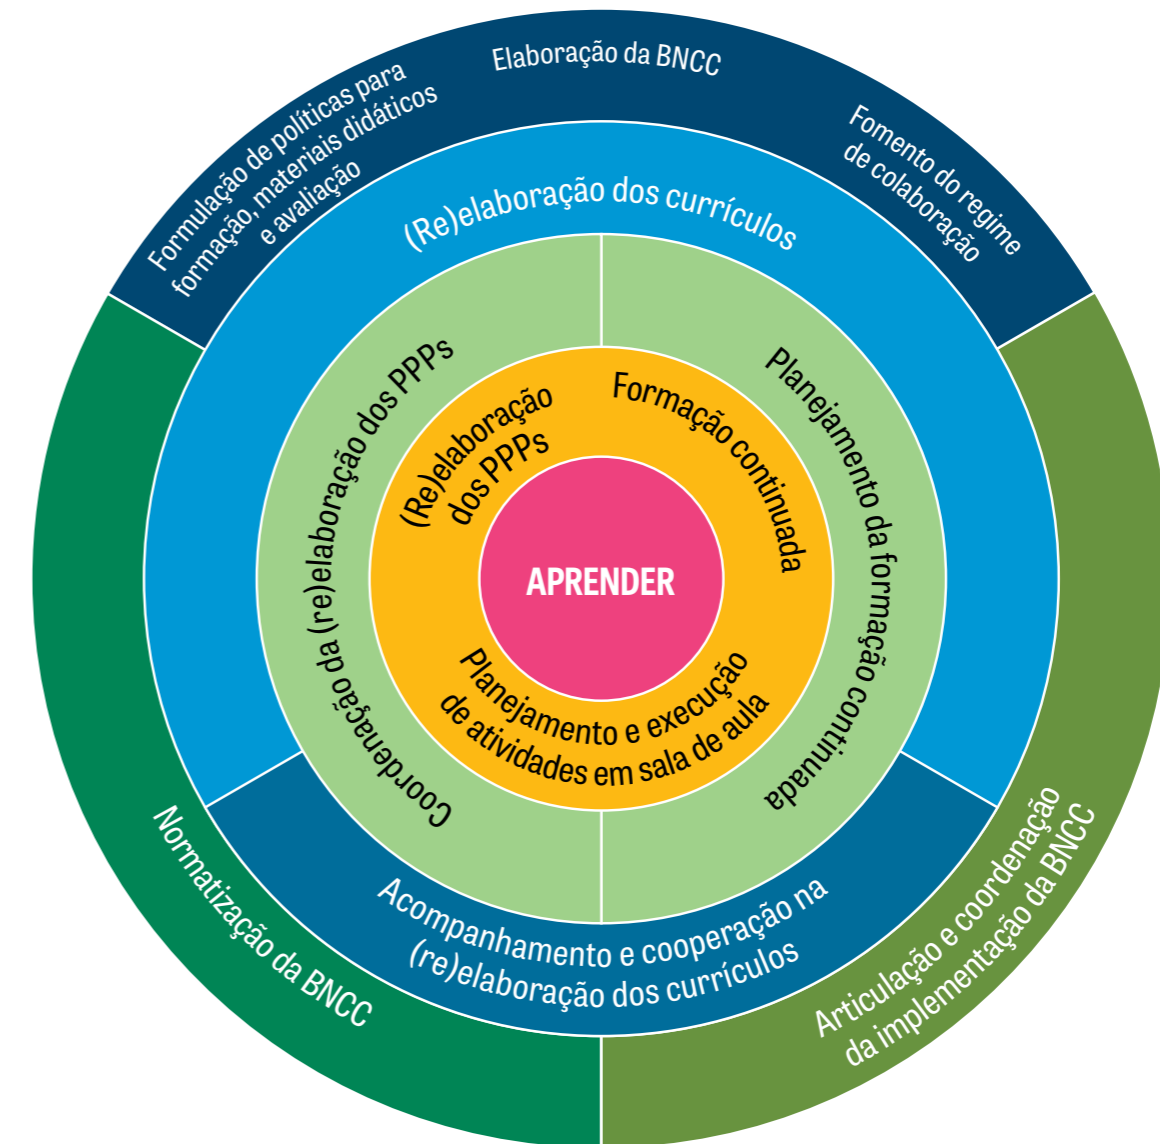 Elaboração da BNCC
Formulação de políticas para
formação, materiais didáticos
e avaliação
Fomento do regime
de colaboração
(Re)elaboração dos currículos
Coordenação da (re)elaboração dos PPPs
Planejamento da formação continuada
(Re)elaboração
dos PPPs
Formação continuada
APRENDER
Planejamento e execução
de atividades em sala de aula
Acompanhamento e cooperação na
(re)elaboração dos currículos
Normatização da BNCC
Articulação e coordenação
da implementação da BNCC